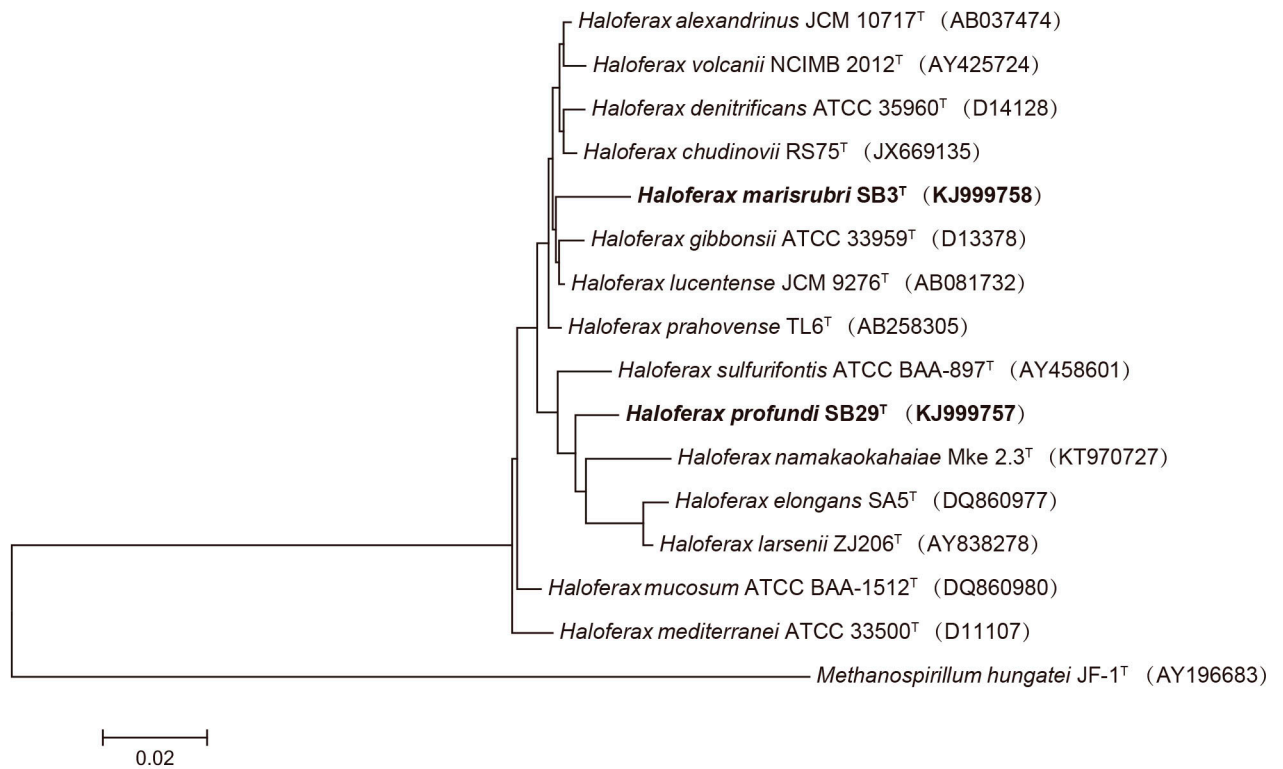 Haloferax alexandrinus JCM 10717ᵀ (AB037474)
Haloferax volcanii NCIMB 2012ᵀ (AY425724)
Haloferax denitrificans ATCC 35960ᵀ (D14128)
Haloferax chudinovii RS75ᵀ (JX669135)
Haloferax marisrubri SB3ᵀ (KJ999758)
Haloferax gibbonsii ATCC 33959ᵀ (D13378)
Haloferax lucentense JCM 9276ᵀ (AB081732)
Haloferax prahovense TL6ᵀ (AB258305)
Haloferax sulfurifontis ATCC BAA-897ᵀ (AY458601)
Haloferax profundi SB29ᵀ (KJ999757)
Haloferax namakaokahaiae Mke 2.3ᵀ (KT970727)
Haloferax elongans SA5ᵀ (DQ860977)
Haloferax larsenii ZJ206ᵀ (AY838278)
Haloferax mucosum ATCC BAA-1512ᵀ (DQ860980)
Haloferax mediterranei ATCC 33500ᵀ (D11107)
Methanospirillum hungatei JF-1ᵀ (AY196683)
0.02